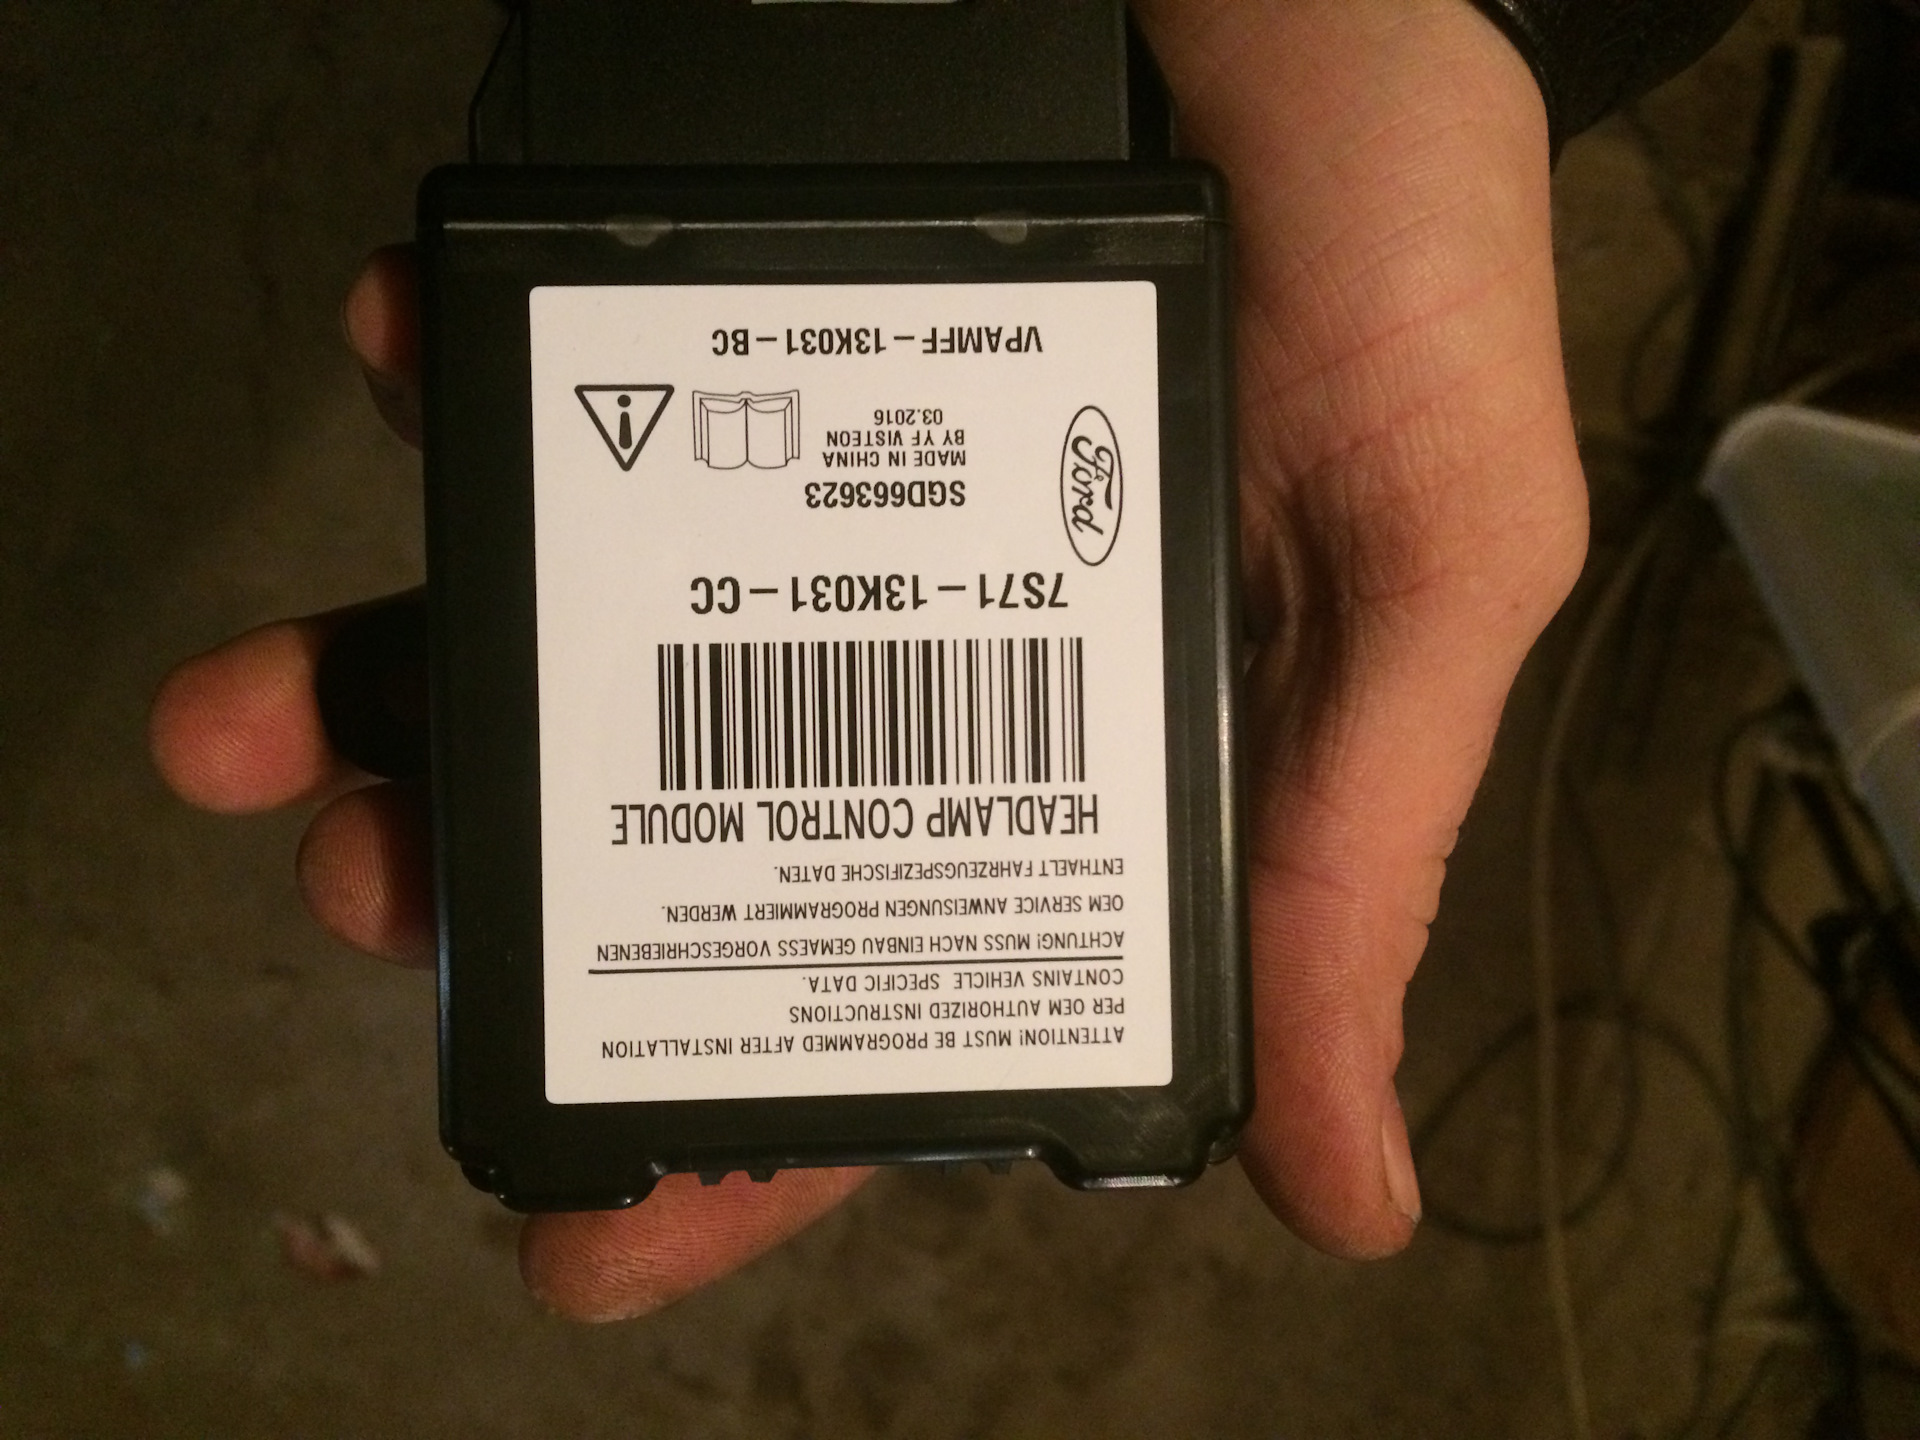 ATTENTION! MUST BE PROGRAMMED AFTER INSTALLATION
PER OEM AUTHORIZED INSTRUCTIONS
CONTAINS VEHICLE SPECIFIC DATA.
ACHTUNG! MUSS NACH EINBAU GEMAESS VORGESCHRIEBENEN
OEM SERVICE ANWEISUNGEN PROGRAMMIERT WERDEN.
ENTHAELT FAHRZEUGSPEZIFISCHE DATEN.
HEADLAMP CONTROL MODULE
7S71-13K031-CC
Ford
SGD663623
MADE IN CHINA
BY YF VISTEON
03.2016
i
VPAMFF-13K031-BC